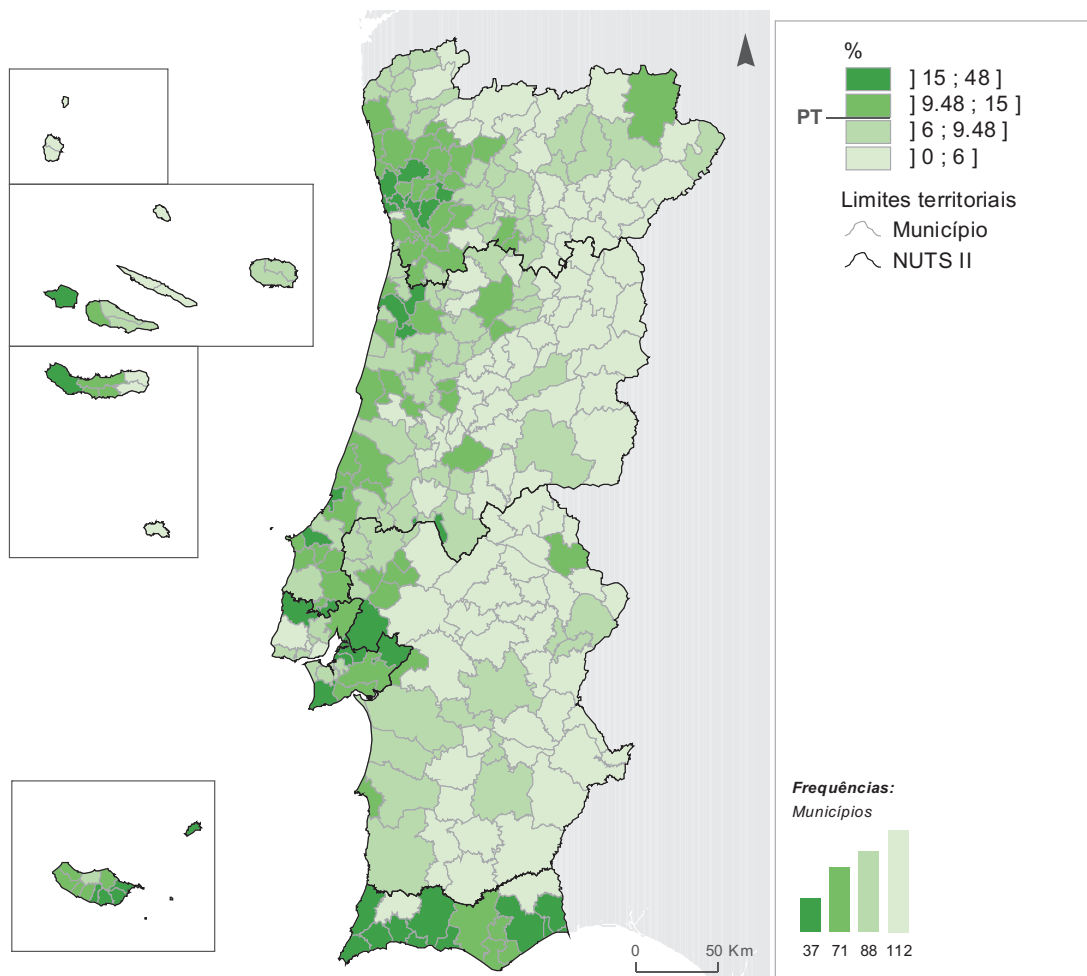 %
] 15 ; 48 ]
] 9.48 ; 15 ]
PT
] 6 ; 9.48 ]
] 0 ; 6 ]
Limites territoriais
Município
NUTS II
Frequências:
Municípios
37 71 88 112
0 50 Km